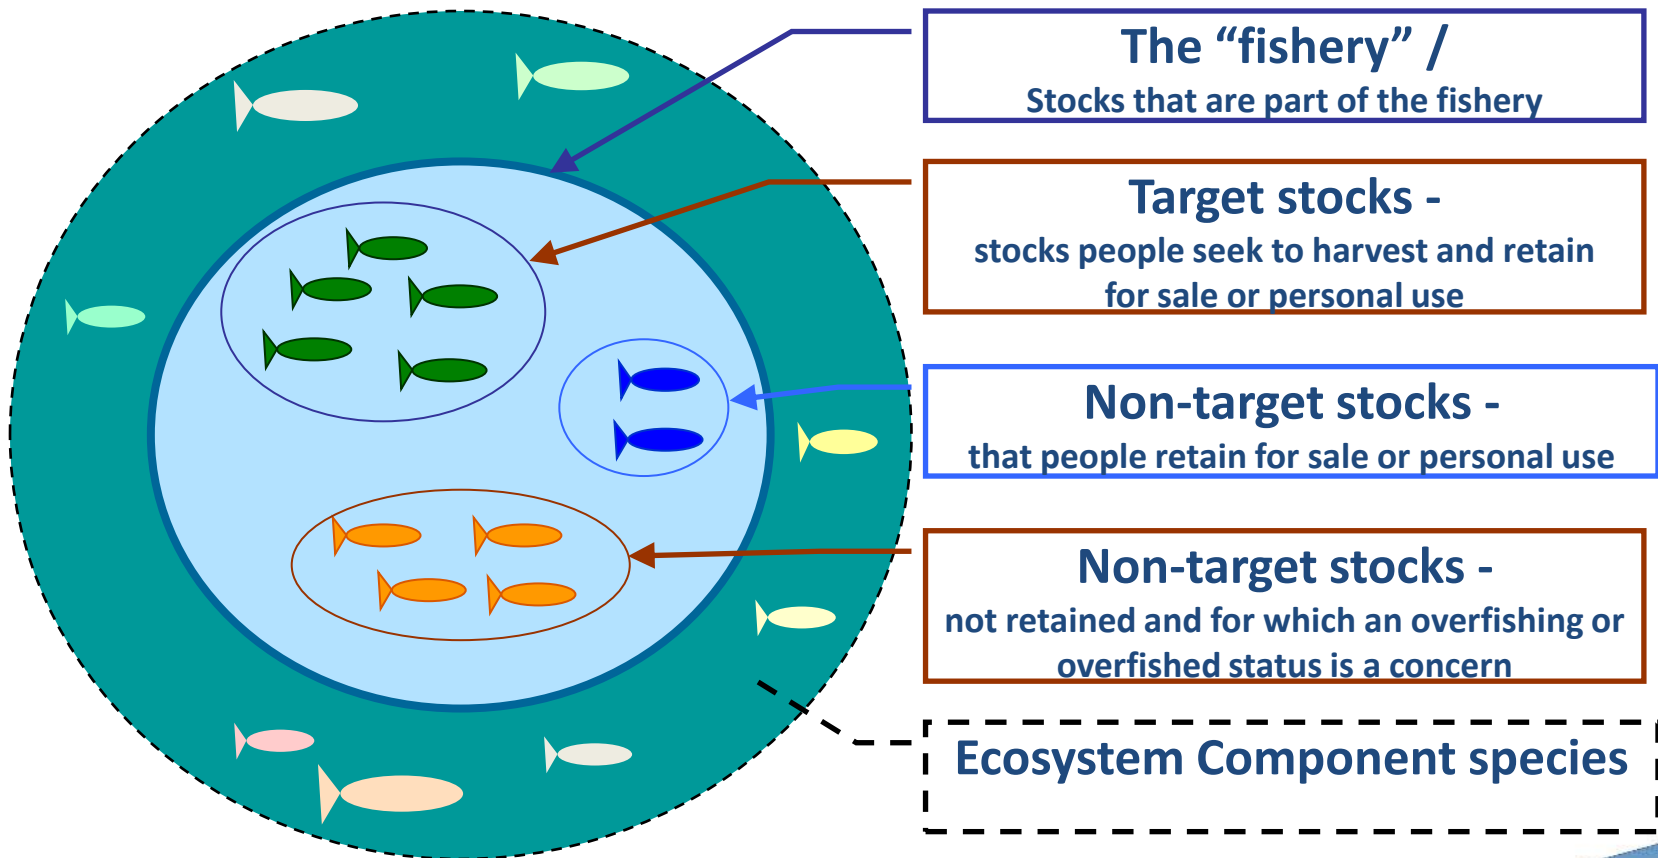 The “fishery” /
Stocks that are part of the fishery
Target stocks -
stocks people seek to harvest and retain
for sale or personal use
Non-target stocks -
that people retain for sale or personal use
Non-target stocks -
not retained and for which an overfishing or
overfished status is a concern
Ecosystem Component species